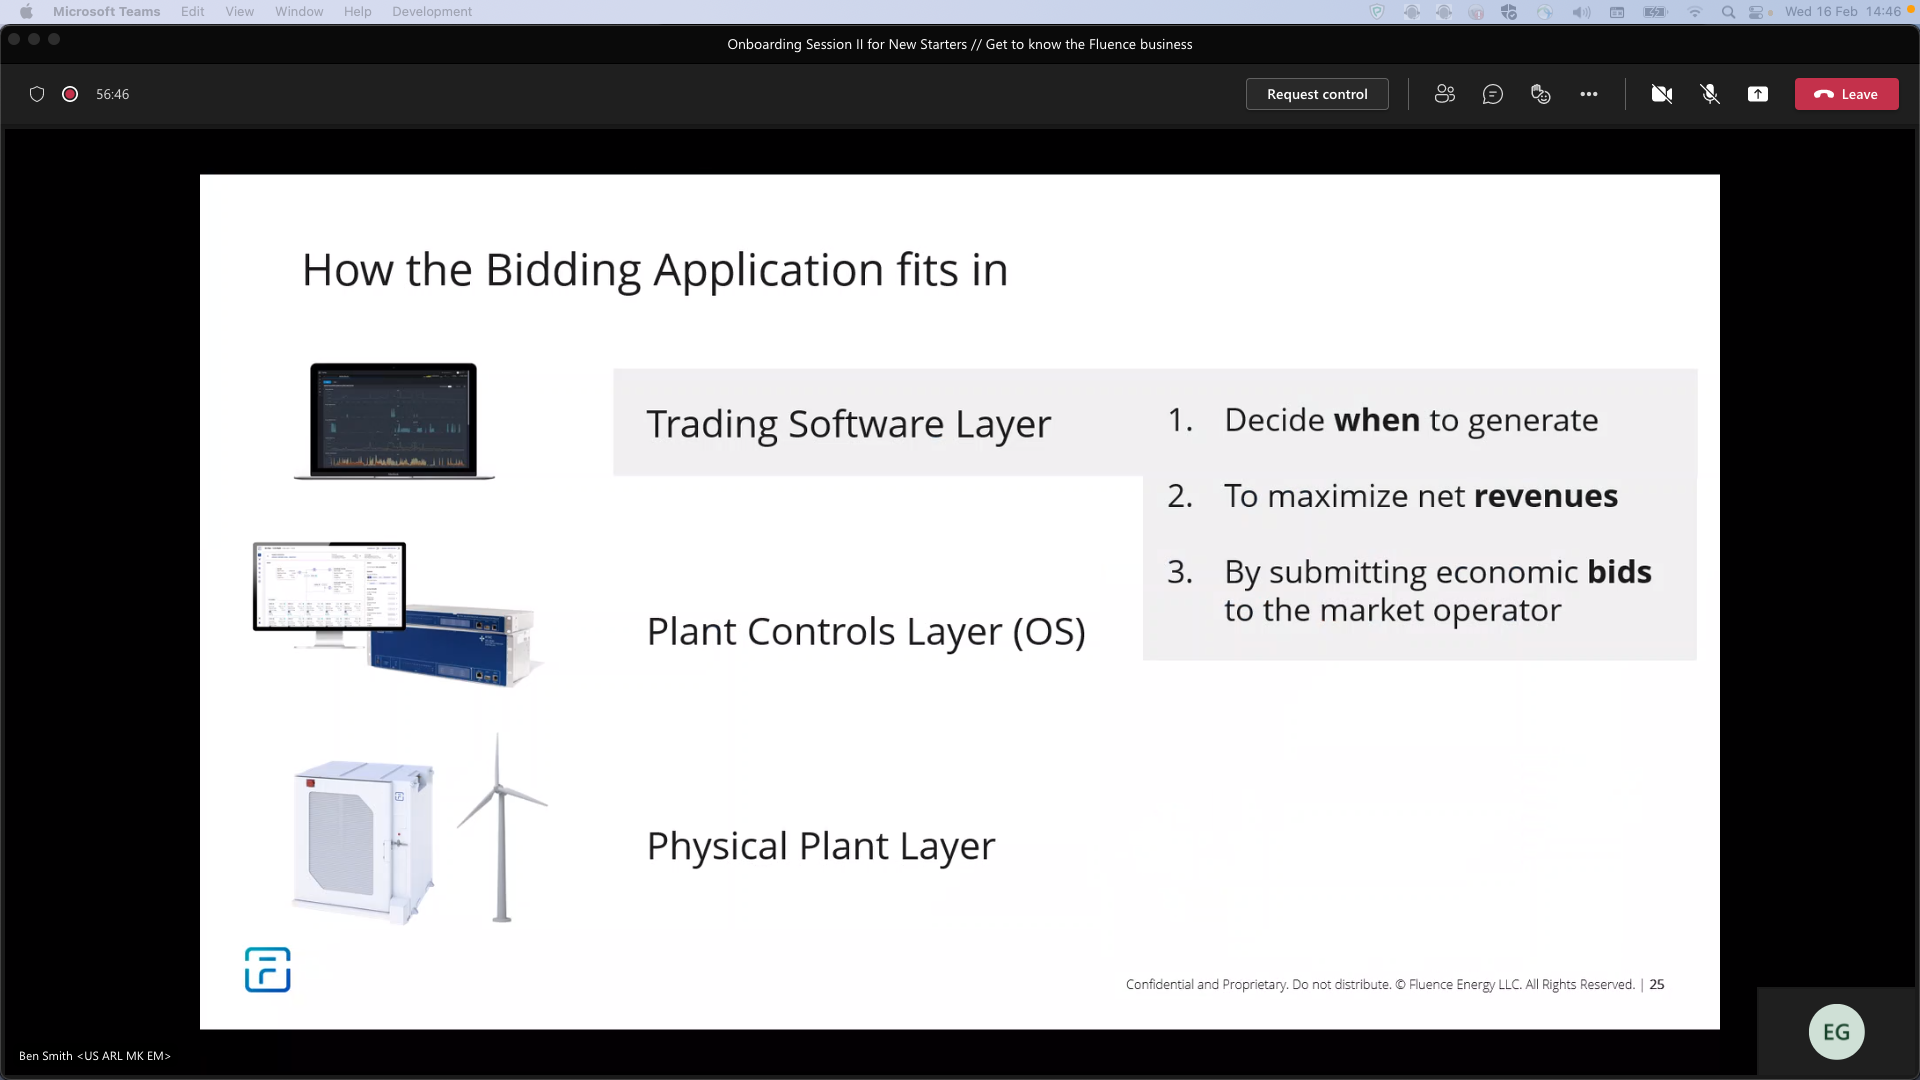 Microsoft Teams Edit View Window Help Development Wed 16 Feb 14:46
Onboarding Session II for New Starters // Get to know the Fluence business
56:46 Request control Leave
How the Bidding Application fits in
Trading Software Layer
1. Decide when to generate
2. To maximize net revenues
3. By submitting economic bids
to the market operator
Plant Controls Layer (OS)
Physical Plant Layer
Confidential and Proprietary. Do not distribute. © Fluence Energy LLC. All Rights Reserved. | 25
EG
Ben Smith <US ARL MK EM>